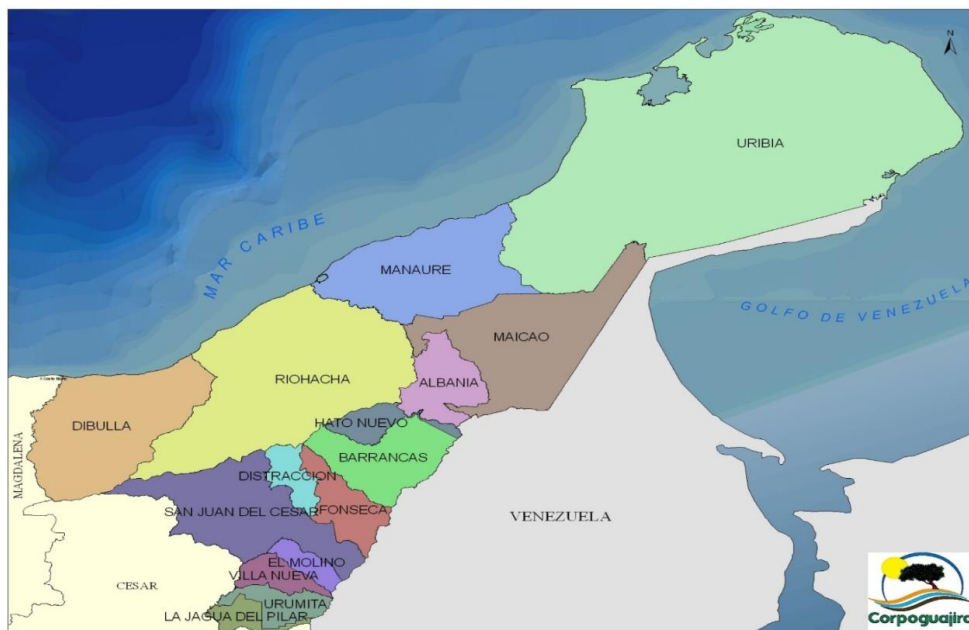 N
URIBIA
MAR CARIBE
MANAURE
GOLFO DE VENEZUELA
MAICAO
RIOHACHA
ALBANIA
DIBULLA
HATO NUEVO
MAGDALENA
BARRANCAS
DISTRACCION
SAN JUAN DEL CESAR
FONSECA
VENEZUELA
EL MOLINO
VILLA NUEVA
CESAR
URUMITA
LA JAGUA DEL PILAR
Corpoguajira